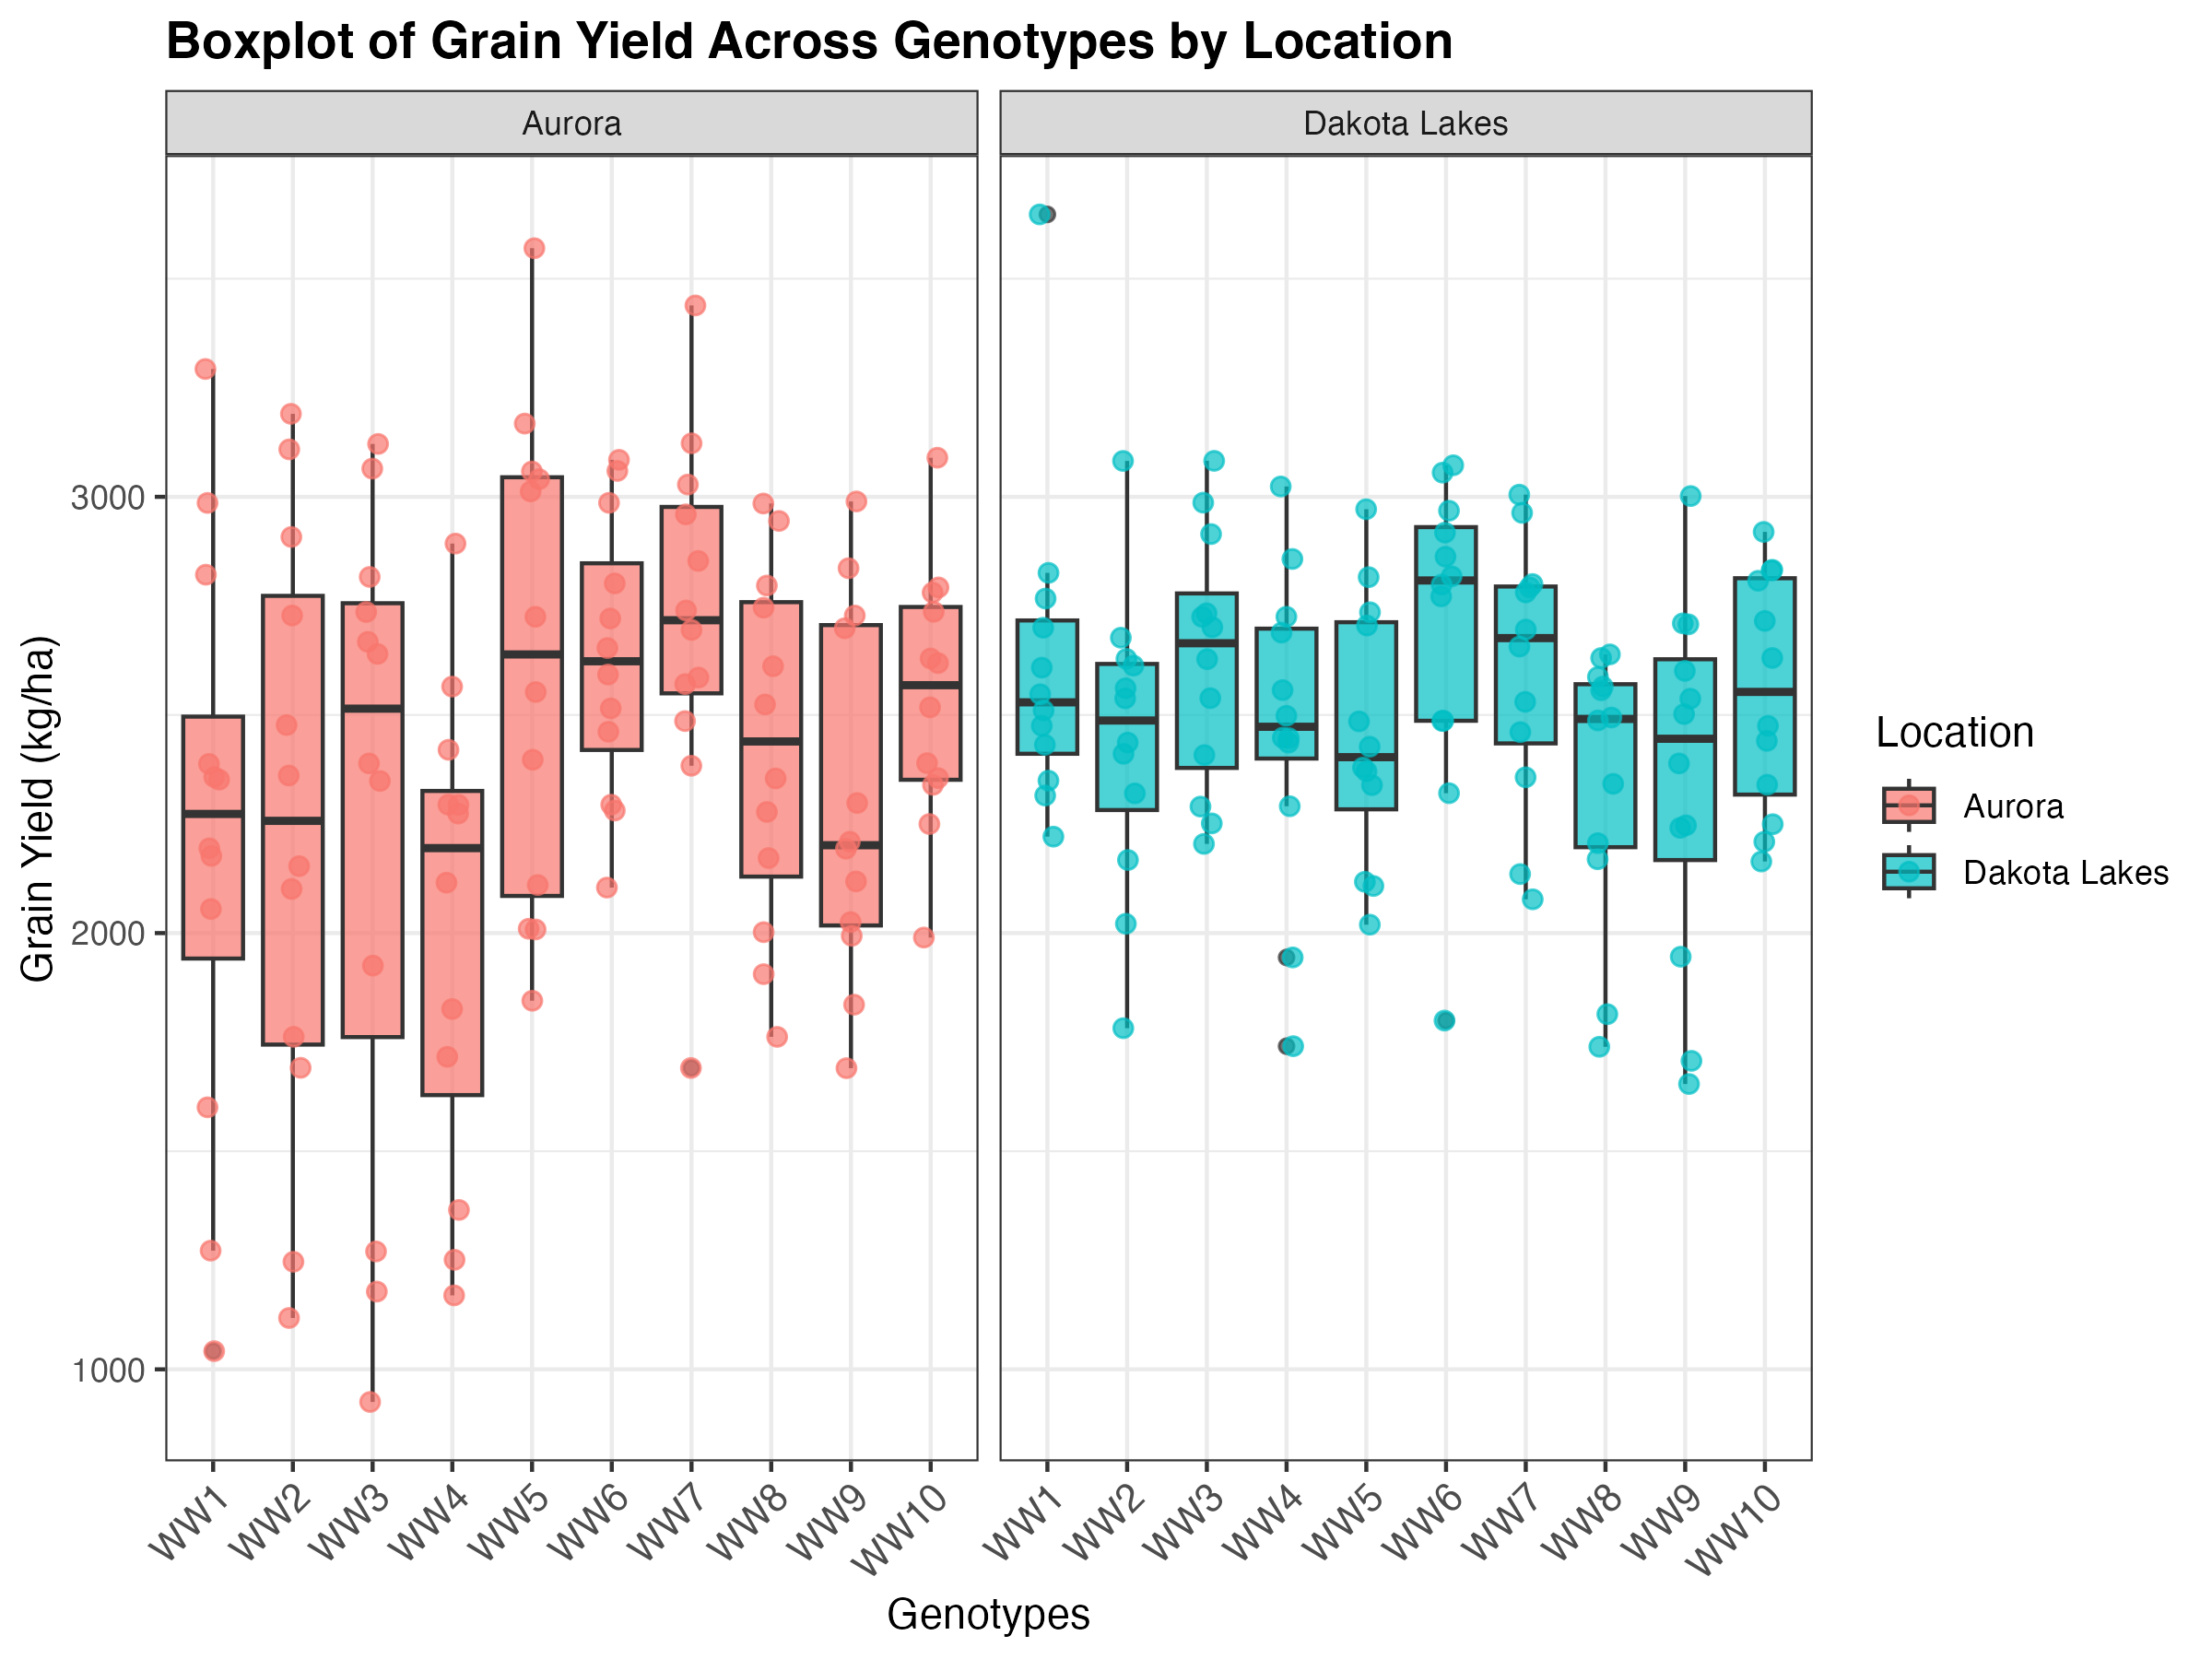 Boxplot of Grain Yield Across Genotypes by Location
Aurora
Dakota Lakes
Grain Yield (kg/ha)
3000
2000
1000
WW1
WW2
WW3
WW4
WW5
WW6
WW7
WW8
WW9
WW10
WW1
WW2
WW3
WW4
WW5
WW6
WW7
WW8
WW9
WW10
Genotypes
Location
Aurora
Dakota Lakes